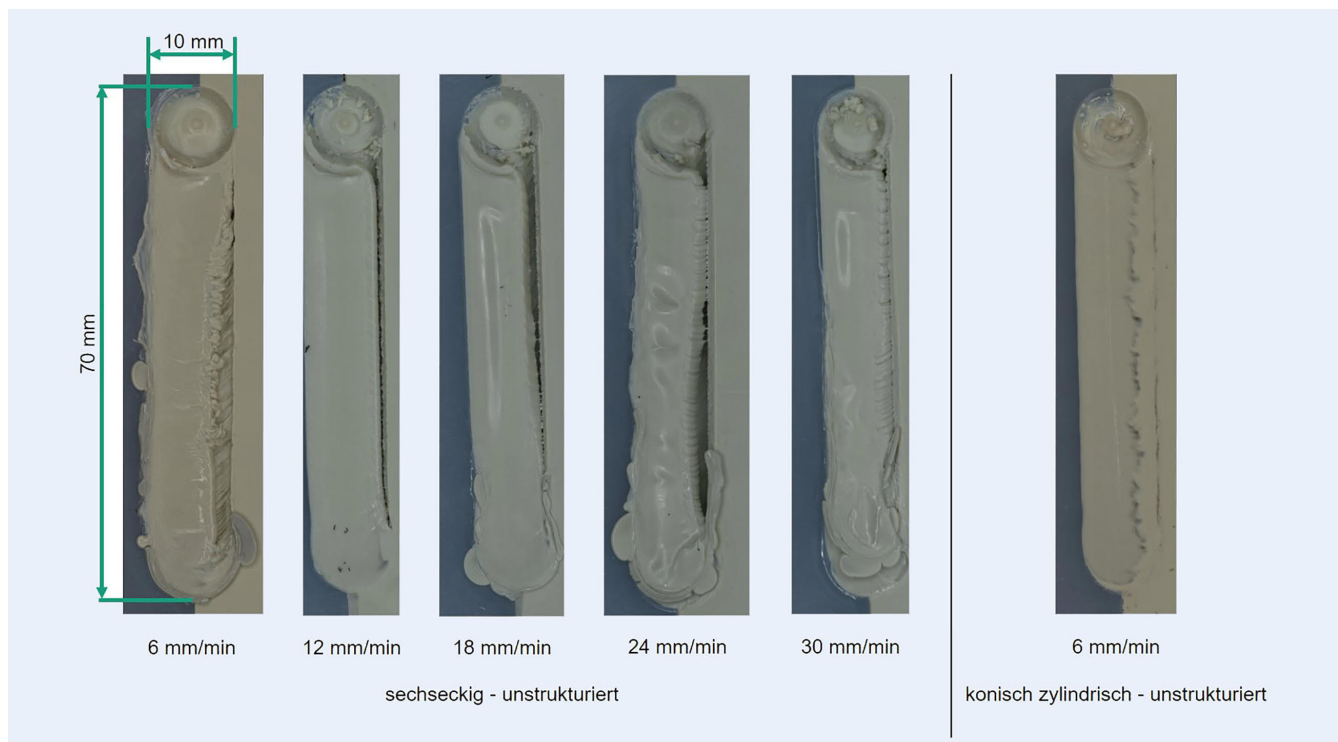 10 mm
70 mm
6 mm/min
12 mm/min
18 mm/min
24 mm/min
30 mm/min
6 mm/min
sechseckig - unstrukturiert
konisch zylindrisch - unstrukturiert